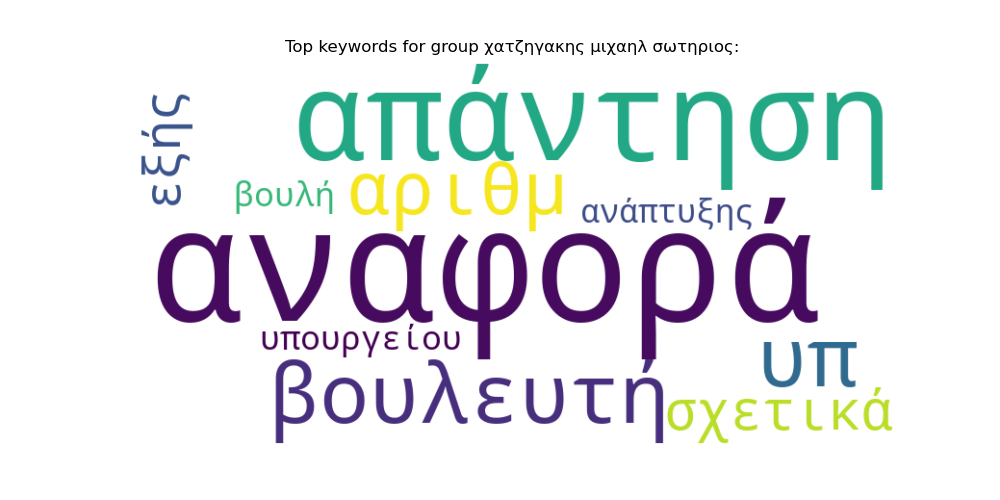 Top keywords for group χατζηγακης μιχαηλ σωτηριος:
εξής
απάντηση
βουλή
αριθμ
ανάπτυξης
αναφορά
υπουργείου
υπ
βουλευτή
σχετικά